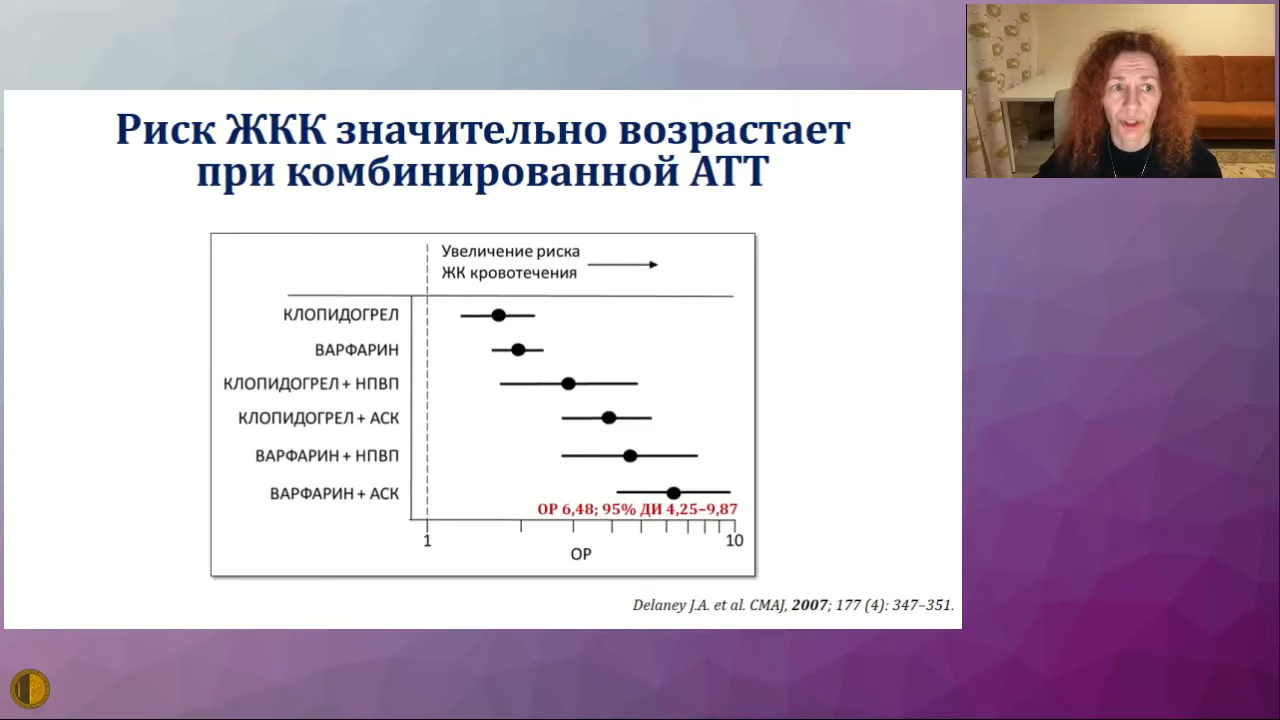 Риск ЖКК значительно возрастает
при комбинированной АТТ
Увеличение риска
ЖК кровотечения
КЛОПИДОГРЕЛ
ВАРФАРИН
КЛОПИДОГРЕЛ + НПВП
КЛОПИДОГРЕЛ + АСК
ВАРФАРИН + НПВП
ВАРФАРИН + АСК
ОР 6,48; 95% ДИ 4,25–9,87
1
10
ОР
Delaney J.A. et al. CMAJ, 2007; 177 (4): 347–351.